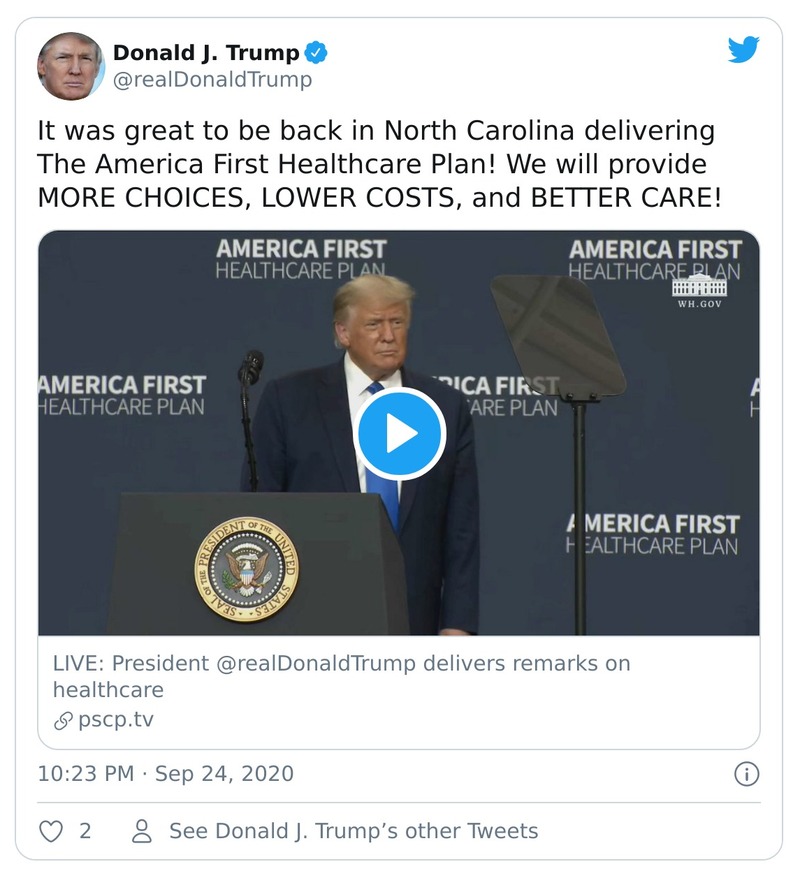 Donald J. Trump
@realDonaldTrump
It was great to be back in North Carolina delivering
The America First Healthcare Plan! We will provide
MORE CHOICES, LOWER COSTS, and BETTER CARE!
AMERICA FIRST
HEALTHCARE PLAN
AMERICA FIRST
HEALTHCARE PLAN
WH.GOV
AMERICA FIRST
HEALTHCARE PLAN
RICA FIRST
CARE PLAN
A
H
AMERICA FIRST
HEALTHCARE PLAN
SEAL OF THE PRESIDENT OF THE UNITED STATES
LIVE: President @realDonaldTrump delivers remarks on
healthcare
pscp.tv
10:23 PM · Sep 24, 2020
2
See Donald J. Trump’s other Tweets